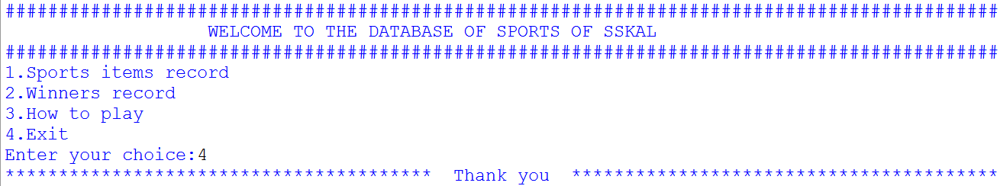 #############################################################################################
WELCOME TO THE DATABASE OF SPORTS OF SSKAL
#############################################################################################
1.Sports items record
2.Winners record
3.How to play
4.Exit
Enter your choice:4
**************************************** Thank you ****************************************